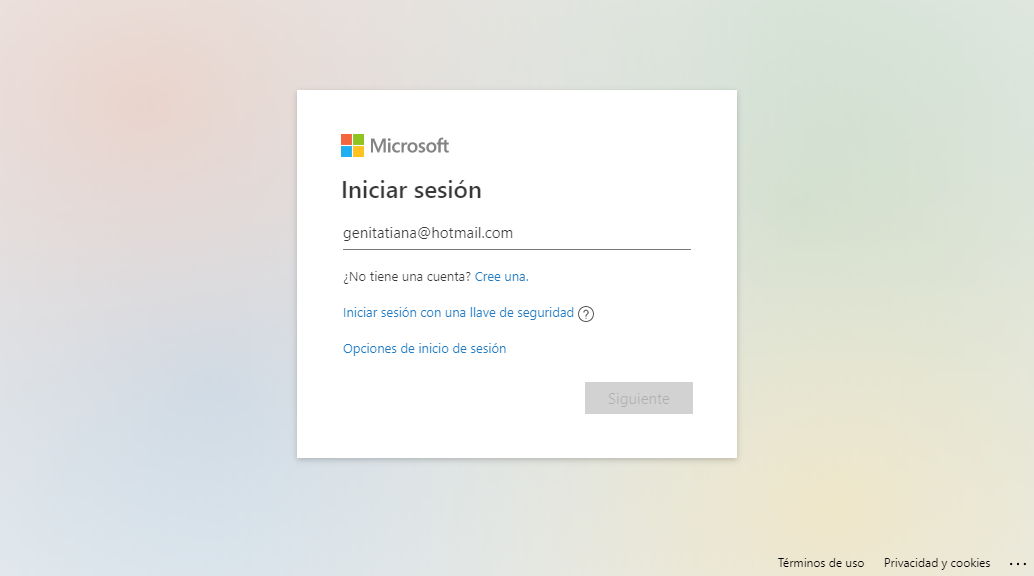 Microsoft
Iniciar sesión
genitatiana@hotmail.com
¿No tiene una cuenta? Cree una.
Iniciar sesión con una llave de seguridad ?
Opciones de inicio de sesión
Siguiente
Términos de uso Privacidad y cookies ...